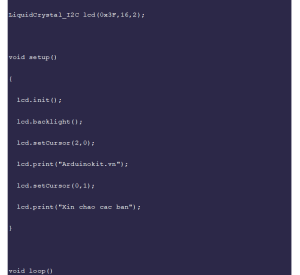 LiquidCrystal_I2C lcd(0x3F,16,2);
void setup()
{
lcd.init();
lcd.backlight();
lcd.setCursor(2,0);
lcd.print("Arduinokit.vn");
lcd.setCursor(0,1);
lcd.print("Xin chao cac ban");
}
void loop()